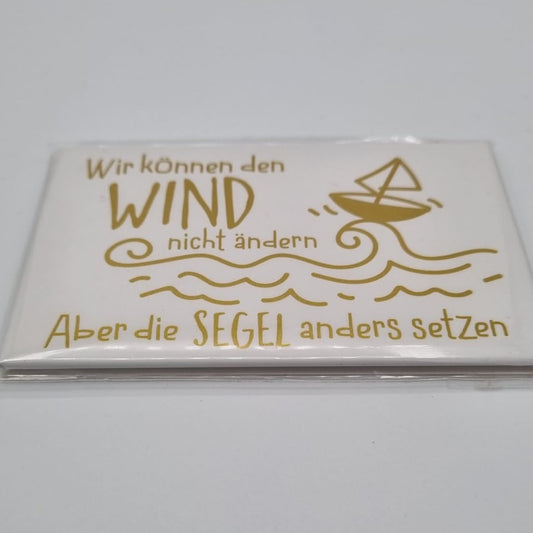 Wir können den
WIND
nicht ändern
Aber die SEGEL anders setzen